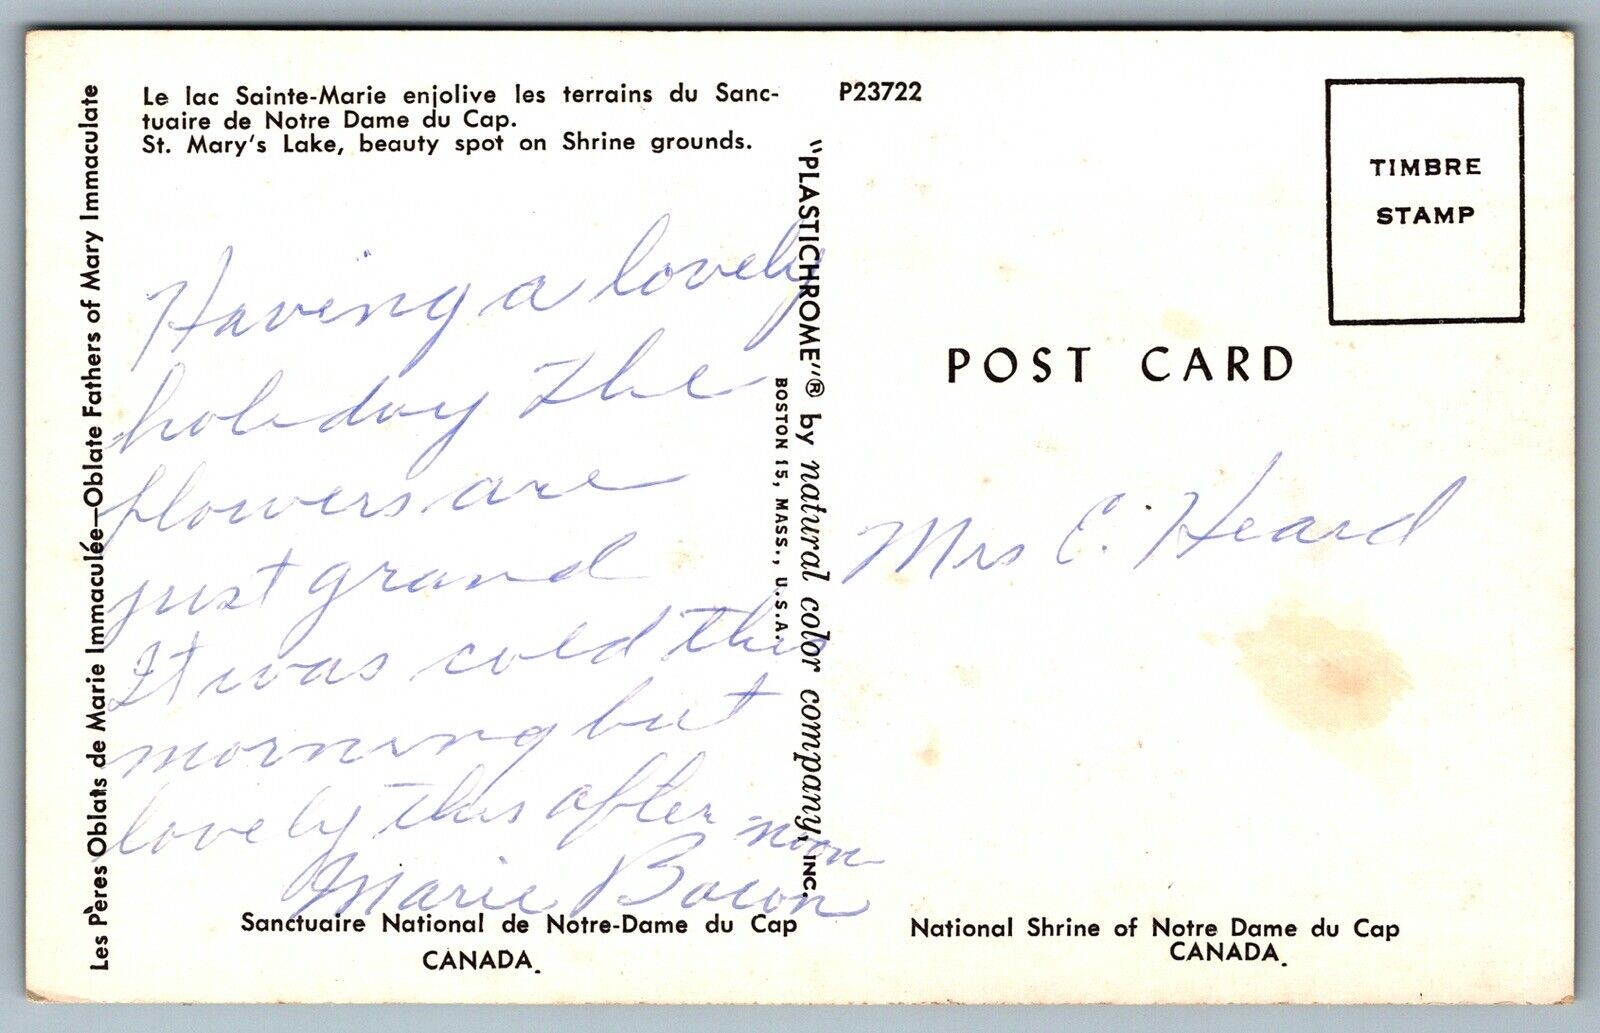 Le lac Sainte-Marie enjolive les terrains du Sanc-
tuaire de Notre Dame du Cap.
St. Mary's Lake, beauty spot on Shrine grounds.
Having a lovely
holiday the
flowers are
just grand
It was cold this
morning but
lovely this after noon
Marie Bacon
Sanctuaire National de Notre-Dame du Cap
CANADA.
Les Pères Oblats de Marie Immaculée—Oblate Fathers of Mary Immaculate
"PLASTICHROME"® by natural color company, INC.
BOSTON 15, MASS., U.S.A.
P23722
TIMBRE
STAMP
POST CARD
Mrs E. Heard
National Shrine of Notre Dame du Cap
CANADA.